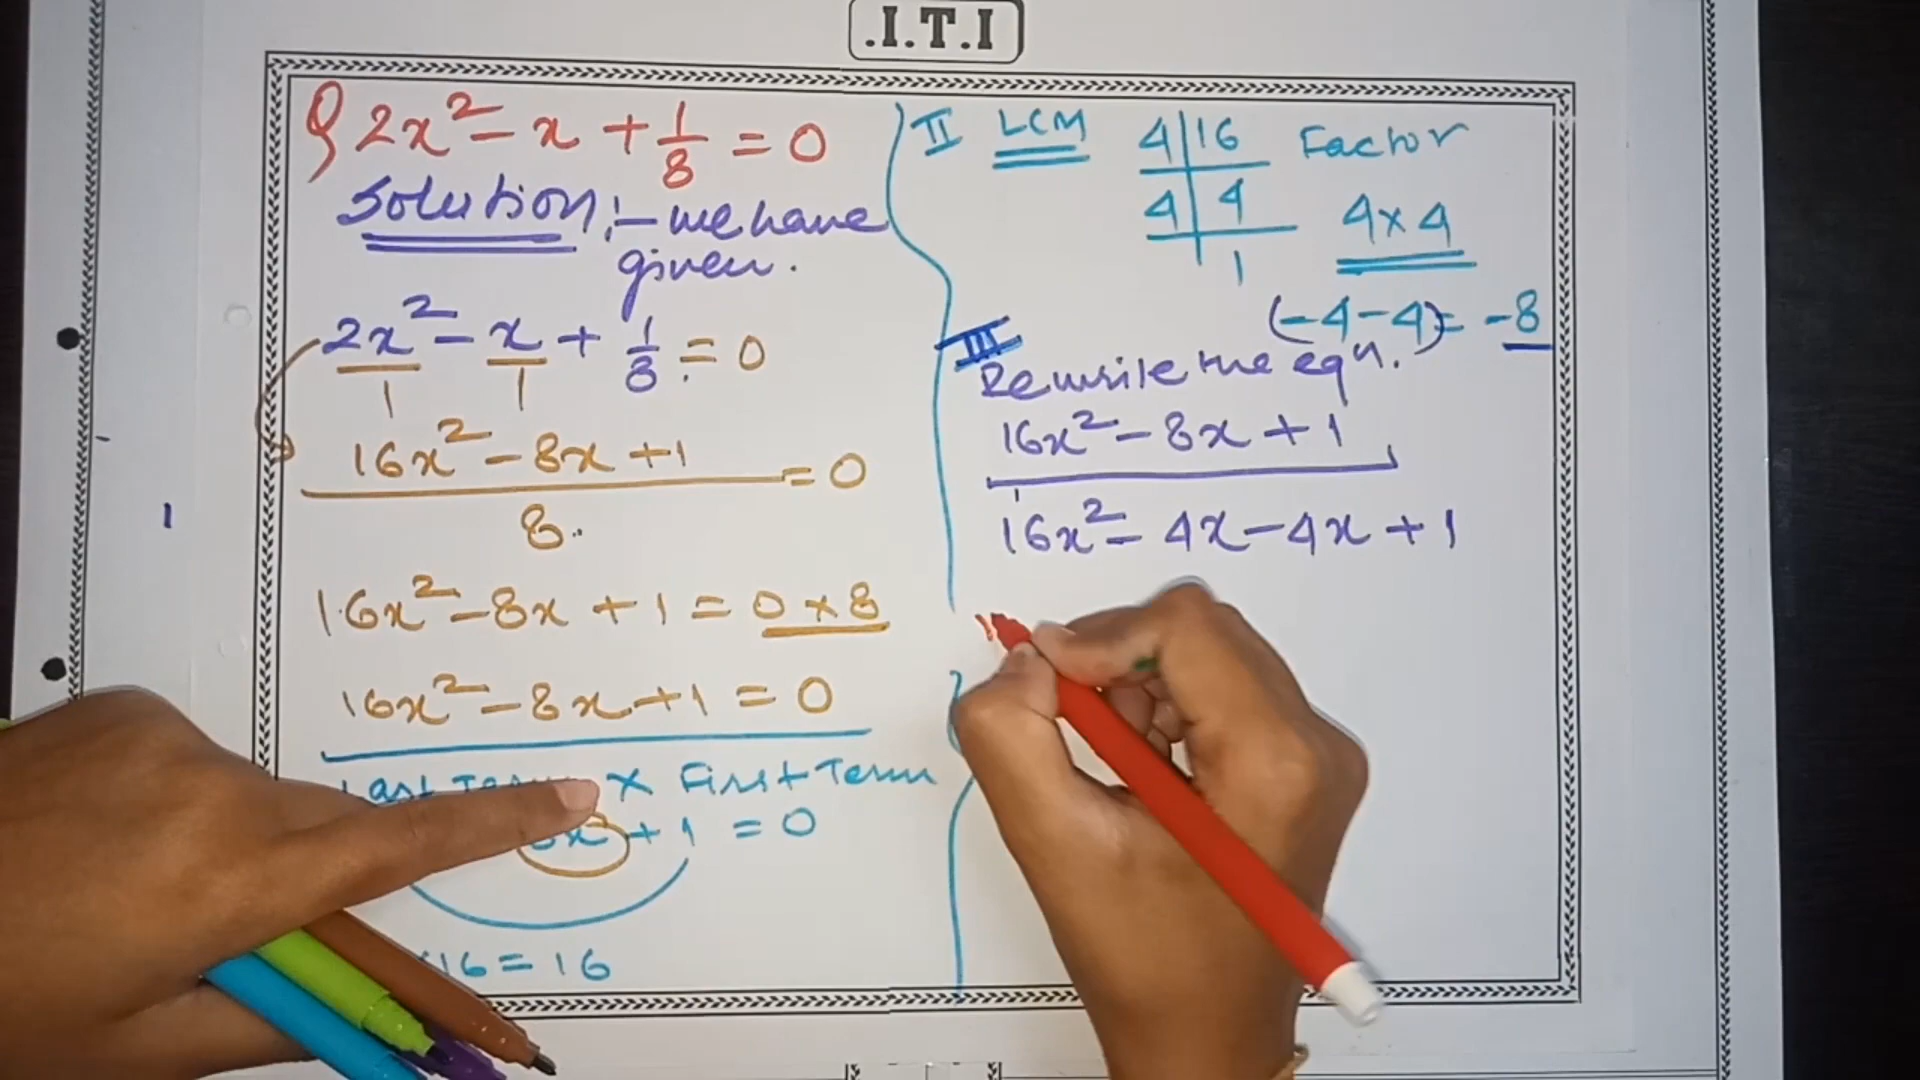 .I.T.I
Q 2x² - x + 1/8 = 0
Solution :- we have
given.
2x²/1 - x/1 + 1/8 = 0
16x² - 8x + 1 / 8 = 0
16x² - 8x + 1 = 0 × 8
16x² - 8x + 1 = 0
Last Term × First Term
8x + 1 = 0
×16 = 16
II LCM 4|16 Factor
4|4 4×4
1
(-4-4) = -8
III
Rewrite the eqn.
16x² - 8x + 1
16x² - 4x - 4x + 1